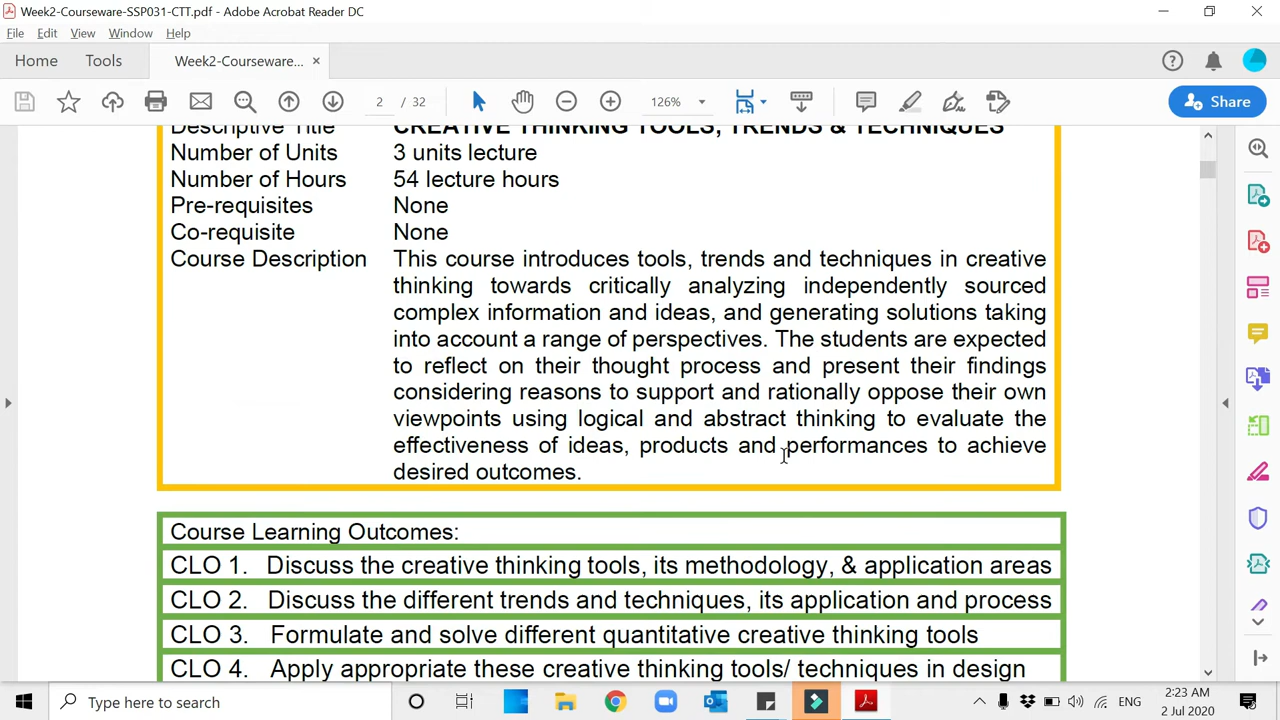 Week2-Courseware-SSP031-CTT.pdf - Adobe Acrobat Reader DC
File Edit View Window Help
Home Tools Week2-Courseware... ×
2 / 32 126% Share
Descriptive Title CREATIVE THINKING TOOLS, TRENDS & TECHNIQUES
Number of Units 3 units lecture
Number of Hours 54 lecture hours
Pre-requisites None
Co-requisite None
Course Description This course introduces tools, trends and techniques in creative
thinking towards critically analyzing independently sourced
complex information and ideas, and generating solutions taking
into account a range of perspectives. The students are expected
to reflect on their thought process and present their findings
considering reasons to support and rationally oppose their own
viewpoints using logical and abstract thinking to evaluate the
effectiveness of ideas, products and performances to achieve
desired outcomes.
Course Learning Outcomes:
CLO 1. Discuss the creative thinking tools, its methodology, & application areas
CLO 2. Discuss the different trends and techniques, its application and process
CLO 3. Formulate and solve different quantitative creative thinking tools
CLO 4. Apply appropriate these creative thinking tools/ techniques in design
Type here to search
ENG
2:23 AM
2 Jul 2020